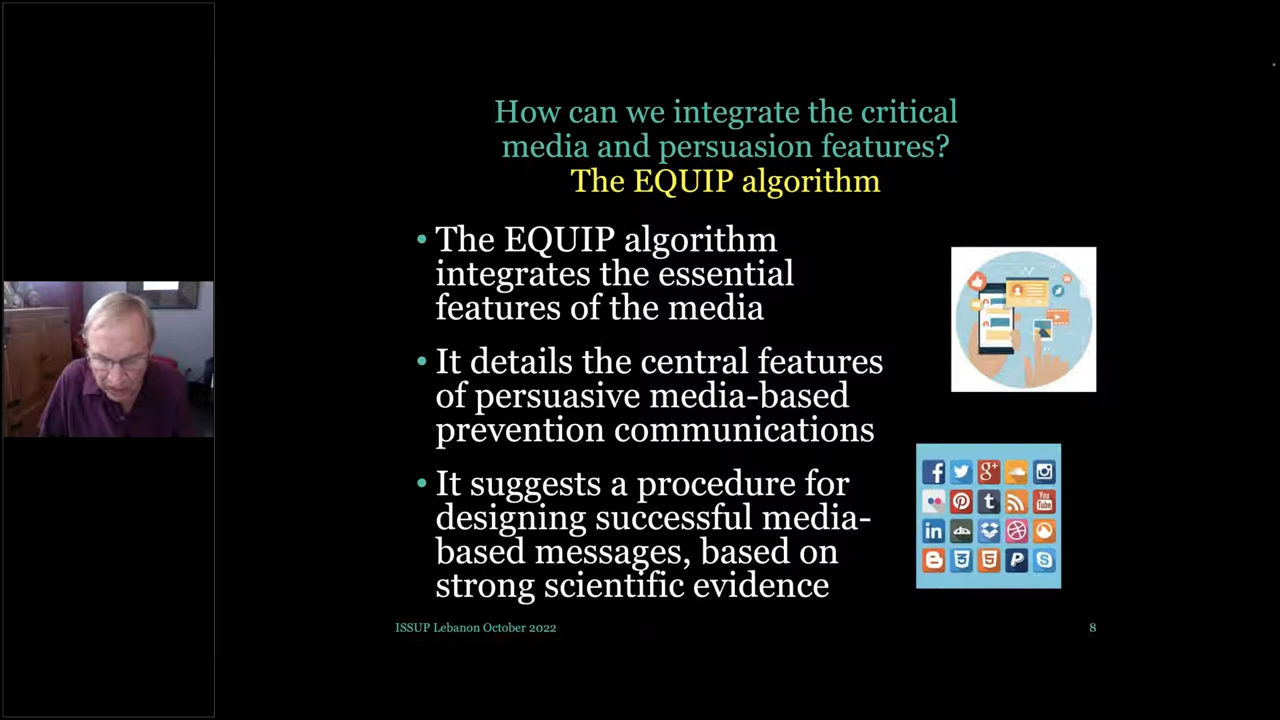 How can we integrate the critical
media and persuasion features?
The EQUIP algorithm
• The EQUIP algorithm
integrates the essential
features of the media
• It details the central features
of persuasive media-based
prevention communications
• It suggests a procedure for
designing successful media-
based messages, based on
strong scientific evidence
You
Tube
ISSUP Lebanon October 2022
8